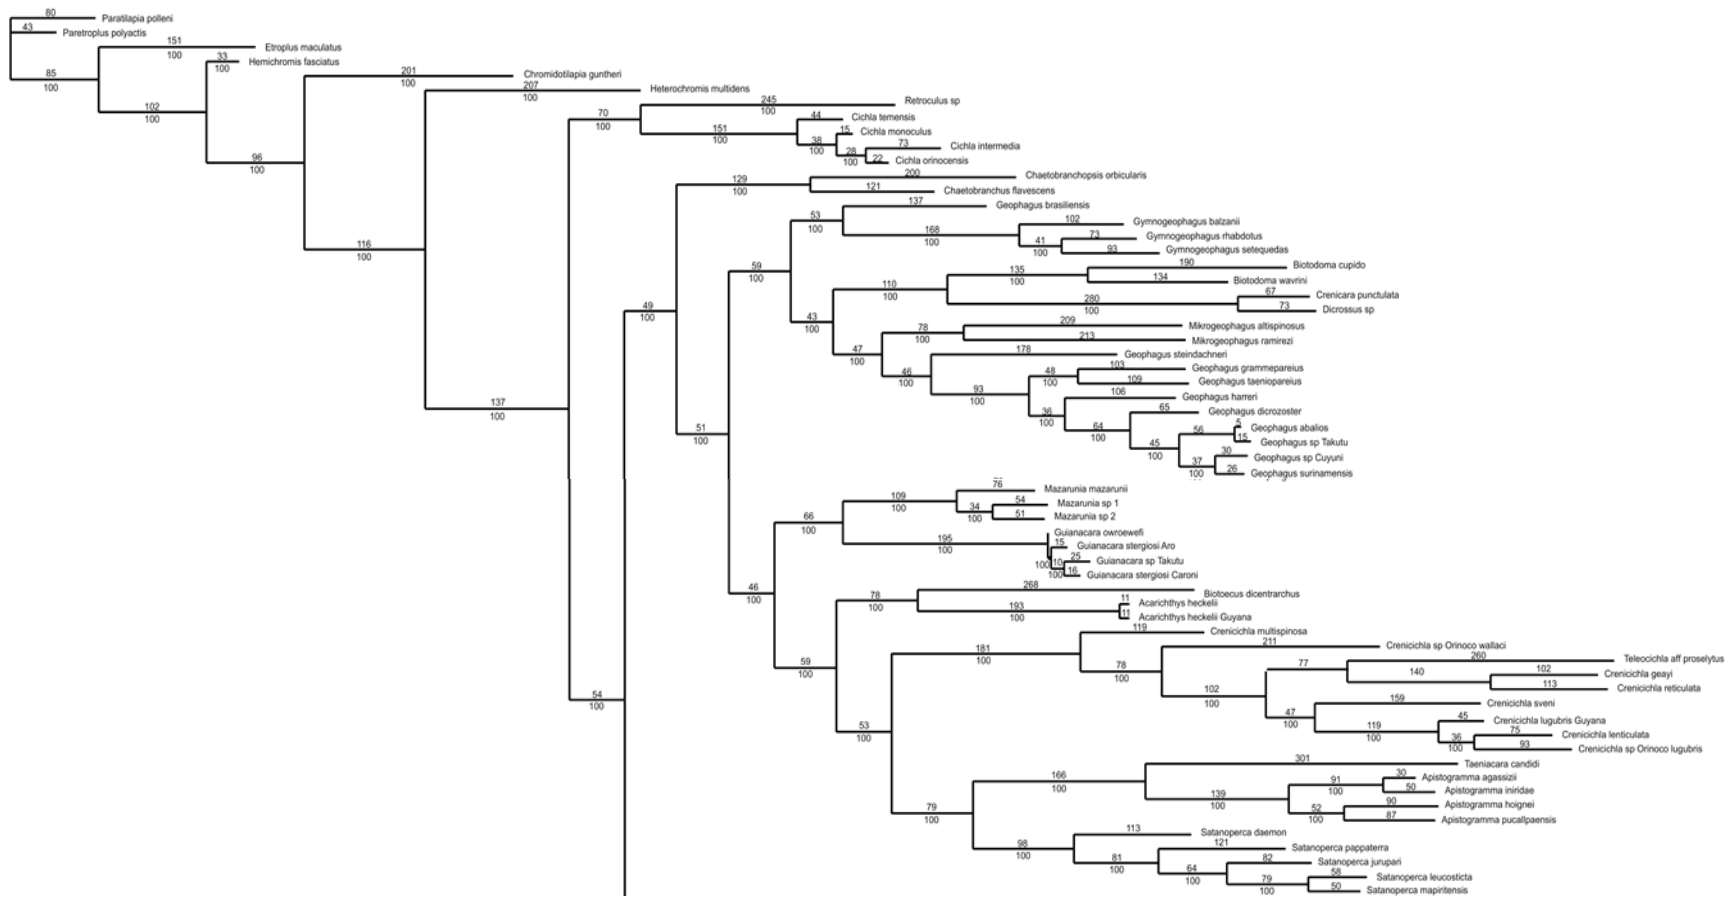 80
Paratilapia polleni
43
Paretroplus polyactis
151
Etroplus maculatus
100
33
Hemichromis fasciatus
100
85
100
201
Chromidotilapia guntheri
100
207
Heterochromis multidens
100
102
100
245
Retroculus sp
100
70
100
44
Cichla temensis
151
100
15
Cichla monoculus
38
100
73
Cichla intermedia
28
100
22
Cichla orinocensis
96
100
200
Chaetobranchopsis orbicularis
129
100
121
Chaetobranchus flavescens
137
Geophagus brasiliensis
53
100
102
Gymnogeophagus balzanii
168
100
73
Gymnogeophagus rhabdotus
41
100
93
Gymnogeophagus setequedas
116
100
59
100
190
Biotodoma cupido
135
100
134
Biotodoma wavrini
110
100
67
Crenicara punctulata
280
100
73
Dicrossus sp
49
100
43
100
209
Mikrogeophagus altispinosus
78
100
213
Mikrogeophagus ramirezi
47
100
178
Geophagus steindachneri
46
100
103
Geophagus grammepareius
48
100
109
Geophagus taeniopareius
93
100
106
Geophagus harreri
36
100
65
Geophagus dicrozoster
137
100
64
100
5
Geophagus abalios
56
15
Geophagus sp Takutu
51
100
45
100
30
Geophagus sp Cuyuni
37
100
26
Geophagus surinamensis
76
Mazarunia mazarunii
109
100
54
Mazarunia sp 1
34
100
51
Mazarunia sp 2
66
100
Guianacara owroewefi
195
100
15
Guianacara stergiosi Aro
100
10
25
Guianacara sp Takutu
100
16
Guianacara stergiosi Caroni
46
100
268
Biotoecus dicentrarchus
78
100
11
Acarichthys heckelii
193
100
11
Acarichthys heckelii Guyana
119
Crenicichla multispinosa
181
100
211
Crenicichla sp Orinoco wallaci
59
100
78
100
260
Teleocichla aff proselytus
77
102
Crenicichla geayi
140
113
Crenicichla reticulata
102
100
54
100
159
Crenicichla sveni
47
100
45
Crenicichla lugubris Guyana
119
100
75
Crenicichla lenticulata
36
100
93
Crenicichla sp Orinoco lugubris
53
100
301
Taeniacara candidi
166
100
30
Apistogramma agassizii
91
100
50
Apistogramma iniridae
139
100
90
Apistogramma hoignei
52
100
87
Apistogramma pucallpaensis
79
100
113
Satanoperca daemon
98
100
121
Satanoperca pappaterra
81
100
82
Satanoperca jurupari
64
100
58
Satanoperca leucosticta
79
100
50
Satanoperca mapiritensis